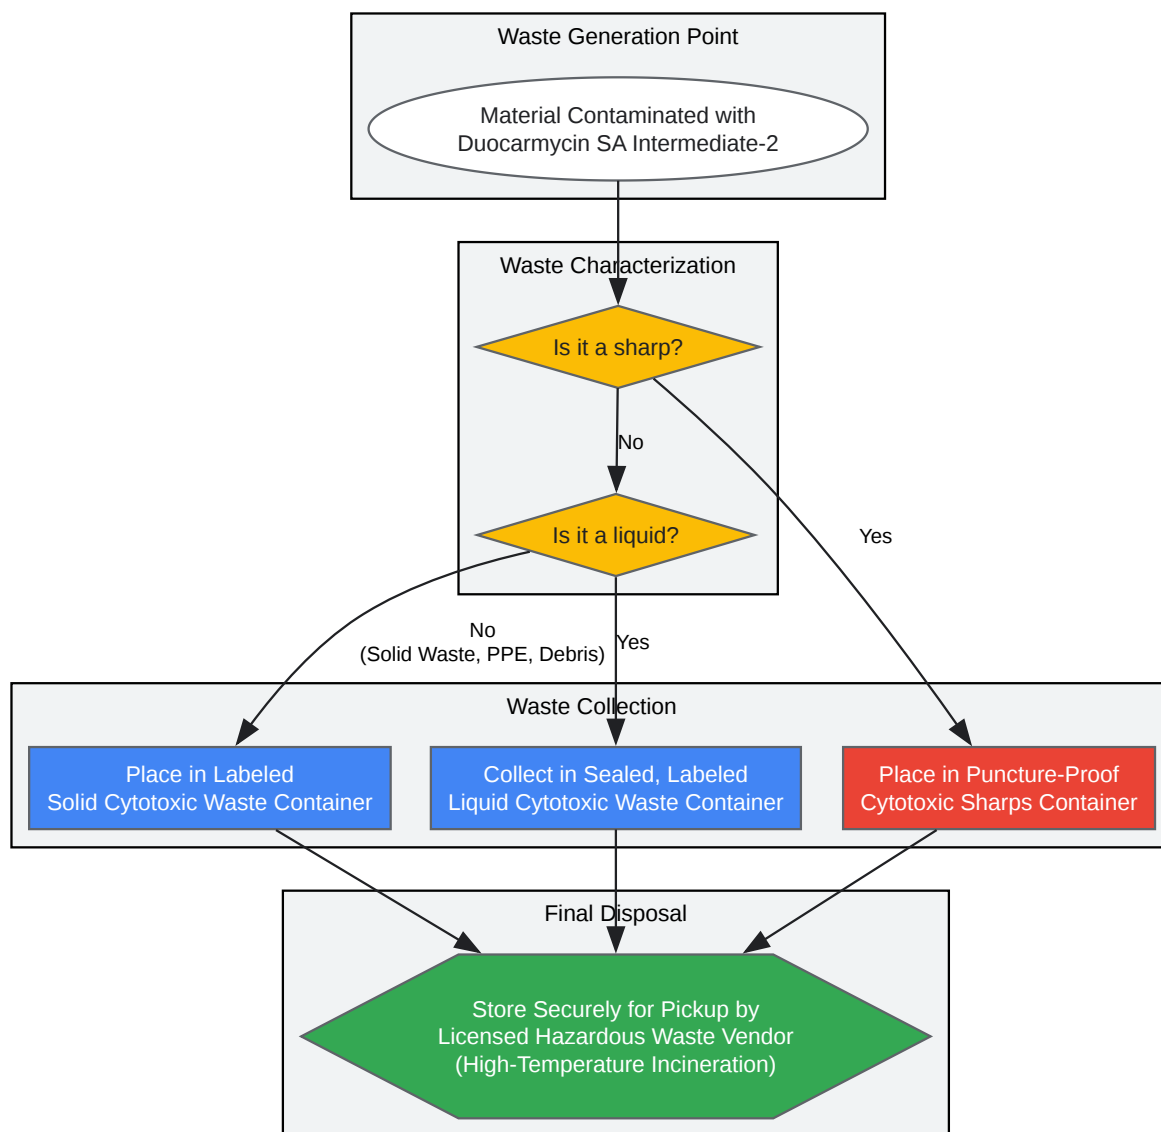 Waste Generation Point
Material Contaminated with
Duocarmycin SA Intermediate-2
Waste Characterization
Is it a sharp?
No
Is it a liquid?
Yes
No
(Solid Waste, PPE, Debris)
Yes
Waste Collection
Place in Labeled
Solid Cytotoxic Waste Container
Collect in Sealed, Labeled
Liquid Cytotoxic Waste Container
Place in Puncture-Proof
Cytotoxic Sharps Container
Final Disposal
Store Securely for Pickup by
Licensed Hazardous Waste Vendor
(High-Temperature Incineration)